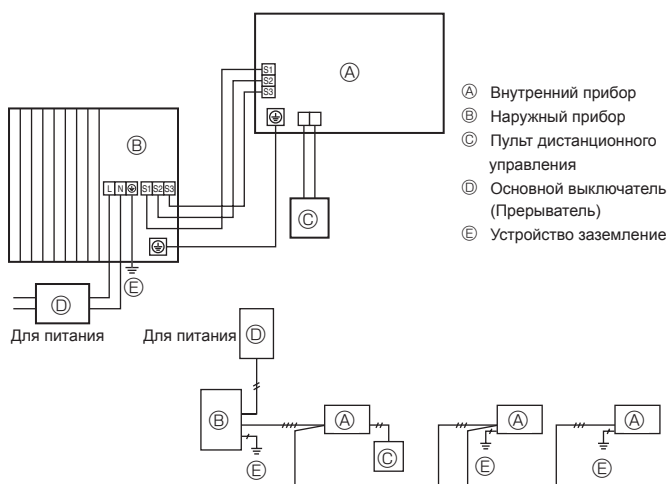 S1
S2
S3
Ⓐ
Ⓑ
L N S1 S2 S3
Ⓒ
Ⓔ
Ⓓ
Для питания
Ⓐ Внутренний прибор
Ⓑ Наружный прибор
Ⓒ Пульт дистанционного
управления
Ⓓ Основной выключатель
(Прерыватель)
Ⓔ Устройство заземление
Для питания
Ⓓ
Ⓑ
Ⓐ
Ⓐ
Ⓐ
Ⓔ
Ⓒ
Ⓔ
Ⓔ